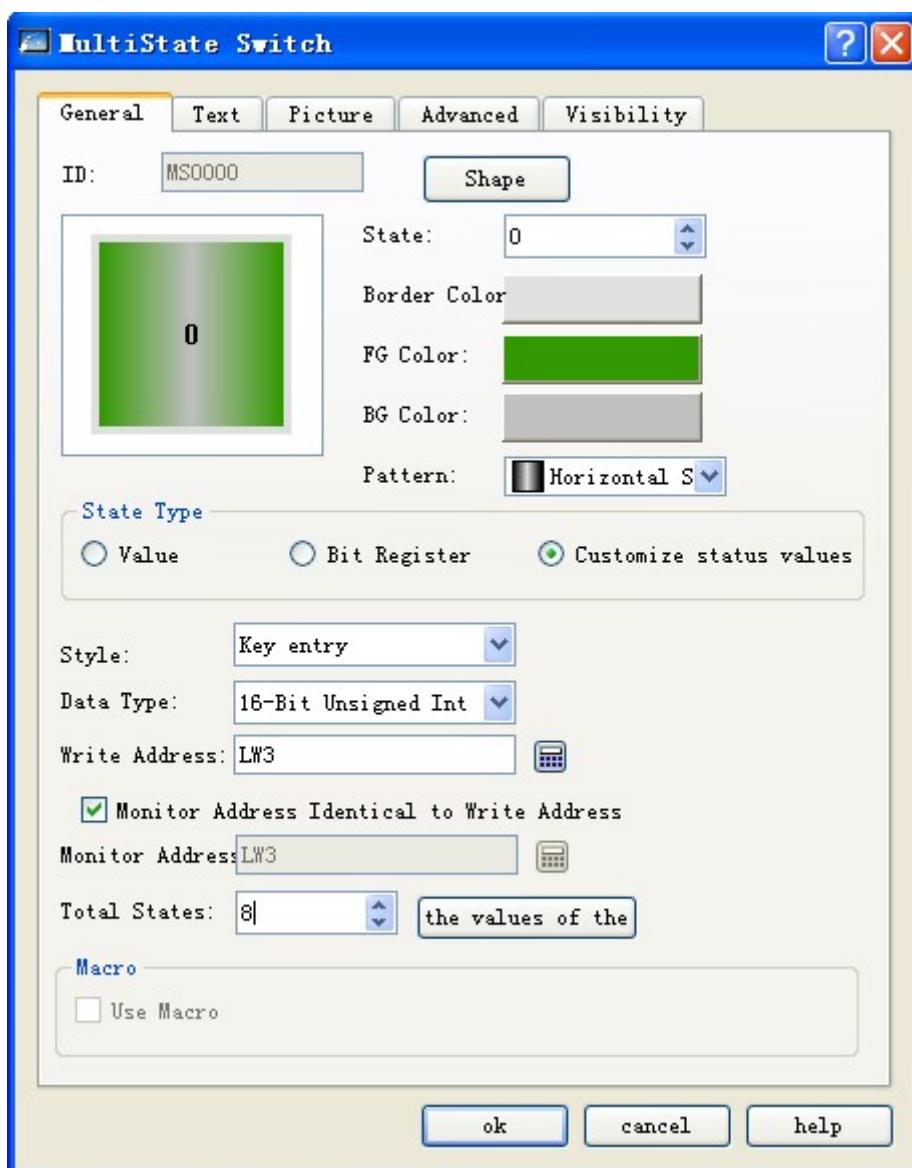 MultiState Switch
General Text Picture Advanced Visibility
ID: MS0000 Shape
State: 0
0
Border Color
FG Color:
BG Color:
Pattern: Horizontal S
State Type
Value Bit Register Customize status values
Style: Key entry
Data Type: 16-Bit Unsigned Int
Write Address: LW3
Monitor Address Identical to Write Address
Monitor Address LW3
Total States: 8 the values of the
Macro
Use Macro
ok cancel help